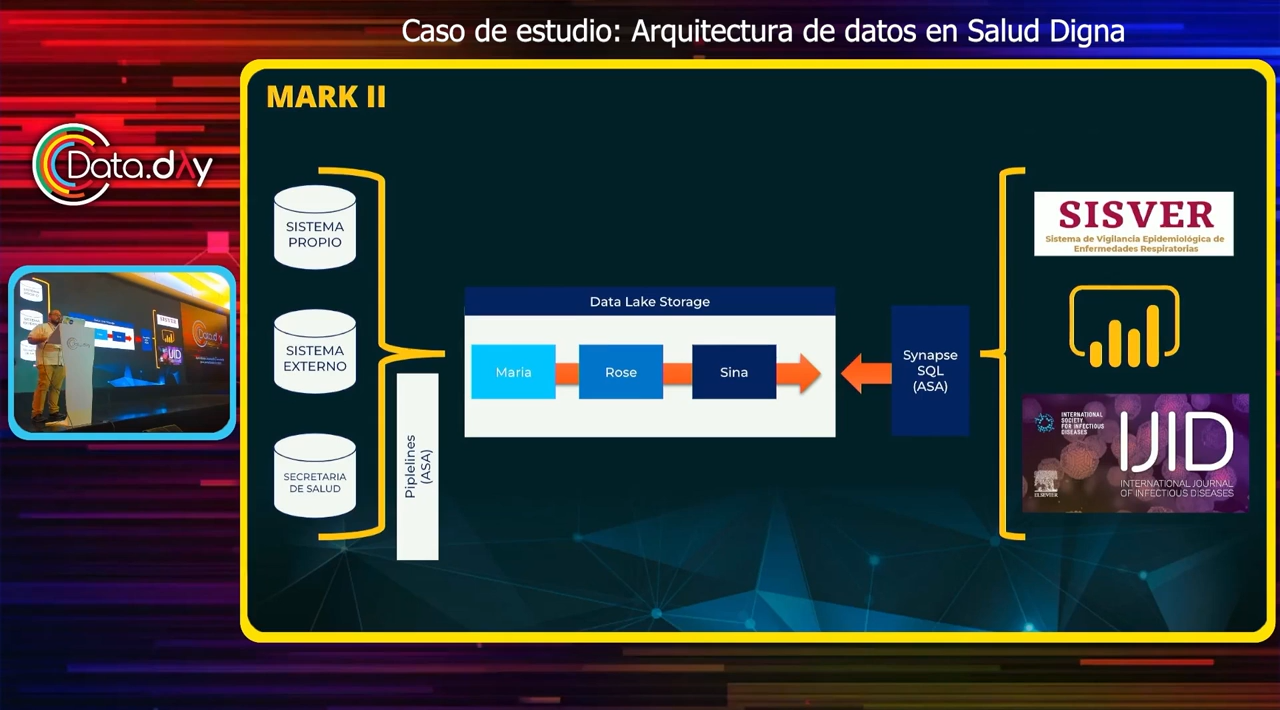 Caso de estudio: Arquitectura de datos en Salud Digna
MARK II
Data.dλy
SISTEMA
PROPIO
SISTEMA
EXTERNO
SECRETARIA
DE SALUD
Piplelines
(ASA)
Data Lake Storage
Maria
Rose
Sina
Synapse
SQL
(ASA)
SISVER
Sistema de Vigilancia Epidemiológica de
Enfermedades Respiratorias
INTERNATIONAL
SOCIETY
FOR INFECTIOUS
DISEASES
ELSEVIER
IJID
INTERNATIONAL JOURNAL
OF INFECTIOUS DISEASES